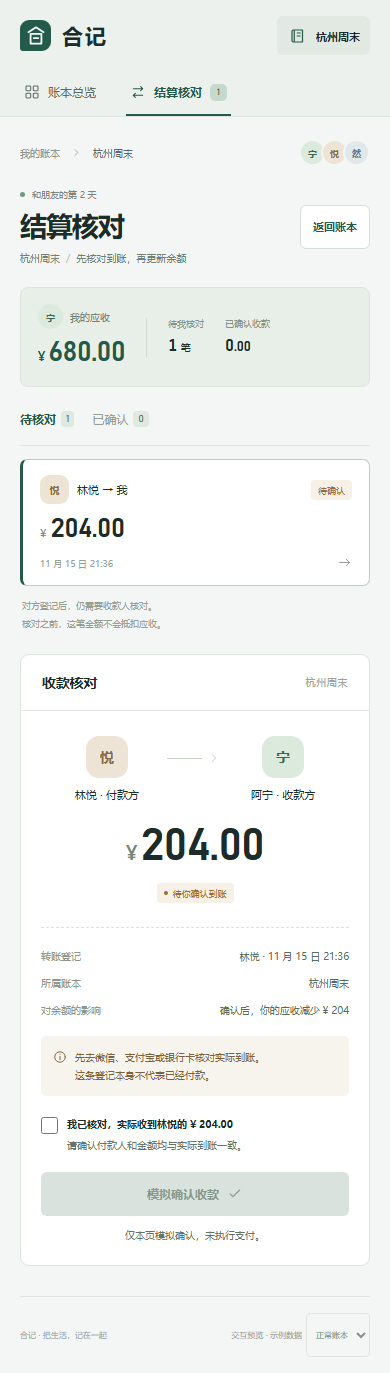 合记
杭州周末
账本总览
结算核对 1
我的账本 > 杭州周末
宁 悦 然
和朋友的第 2 天
结算核对
返回账本
杭州周末 / 先核对到账，再更新余额
宁 我的应收
¥ 680.00
待我核对
1 笔
已确认收款
0.00
待核对 1 已确认 0
悦 林悦 → 我
待确认
¥ 204.00
11 月 15 日 21:36
对方登记后，仍需要收款人核对。
核对之前，这笔金额不会抵扣应收。
收款核对 杭州周末
悦 宁
林悦 · 付款方 阿宁 · 收款方
¥ 204.00
待你确认到账
转账登记 林悦 · 11 月 15 日 21:36
所属账本 杭州周末
对余额的影响 确认后，你的应收减少 ¥ 204
先去微信、支付宝或银行卡核对实际到账。
这条登记本身不代表已经付款。
我已核对，实际收到林悦的 ¥ 204.00
请确认付款人和金额均与实际到账一致。
模拟确认收款
仅本页模拟确认，未执行支付。
合记 · 把生活，记在一起
交互预览 · 示例数据 正常账本